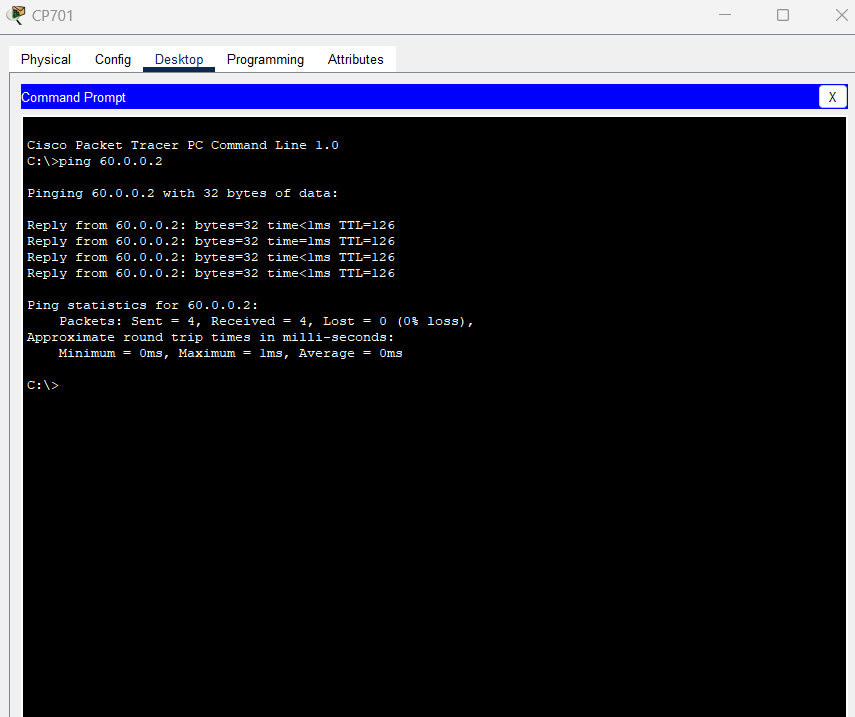 CP701
Physical Config Desktop Programming Attributes
Command Prompt X
Cisco Packet Tracer PC Command Line 1.0
C:\>ping 60.0.0.2
Pinging 60.0.0.2 with 32 bytes of data:
Reply from 60.0.0.2: bytes=32 time<1ms TTL=126
Reply from 60.0.0.2: bytes=32 time=1ms TTL=126
Reply from 60.0.0.2: bytes=32 time<1ms TTL=126
Reply from 60.0.0.2: bytes=32 time<1ms TTL=126
Ping statistics for 60.0.0.2:
Packets: Sent = 4, Received = 4, Lost = 0 (0% loss),
Approximate round trip times in milli-seconds:
Minimum = 0ms, Maximum = 1ms, Average = 0ms
C:\>